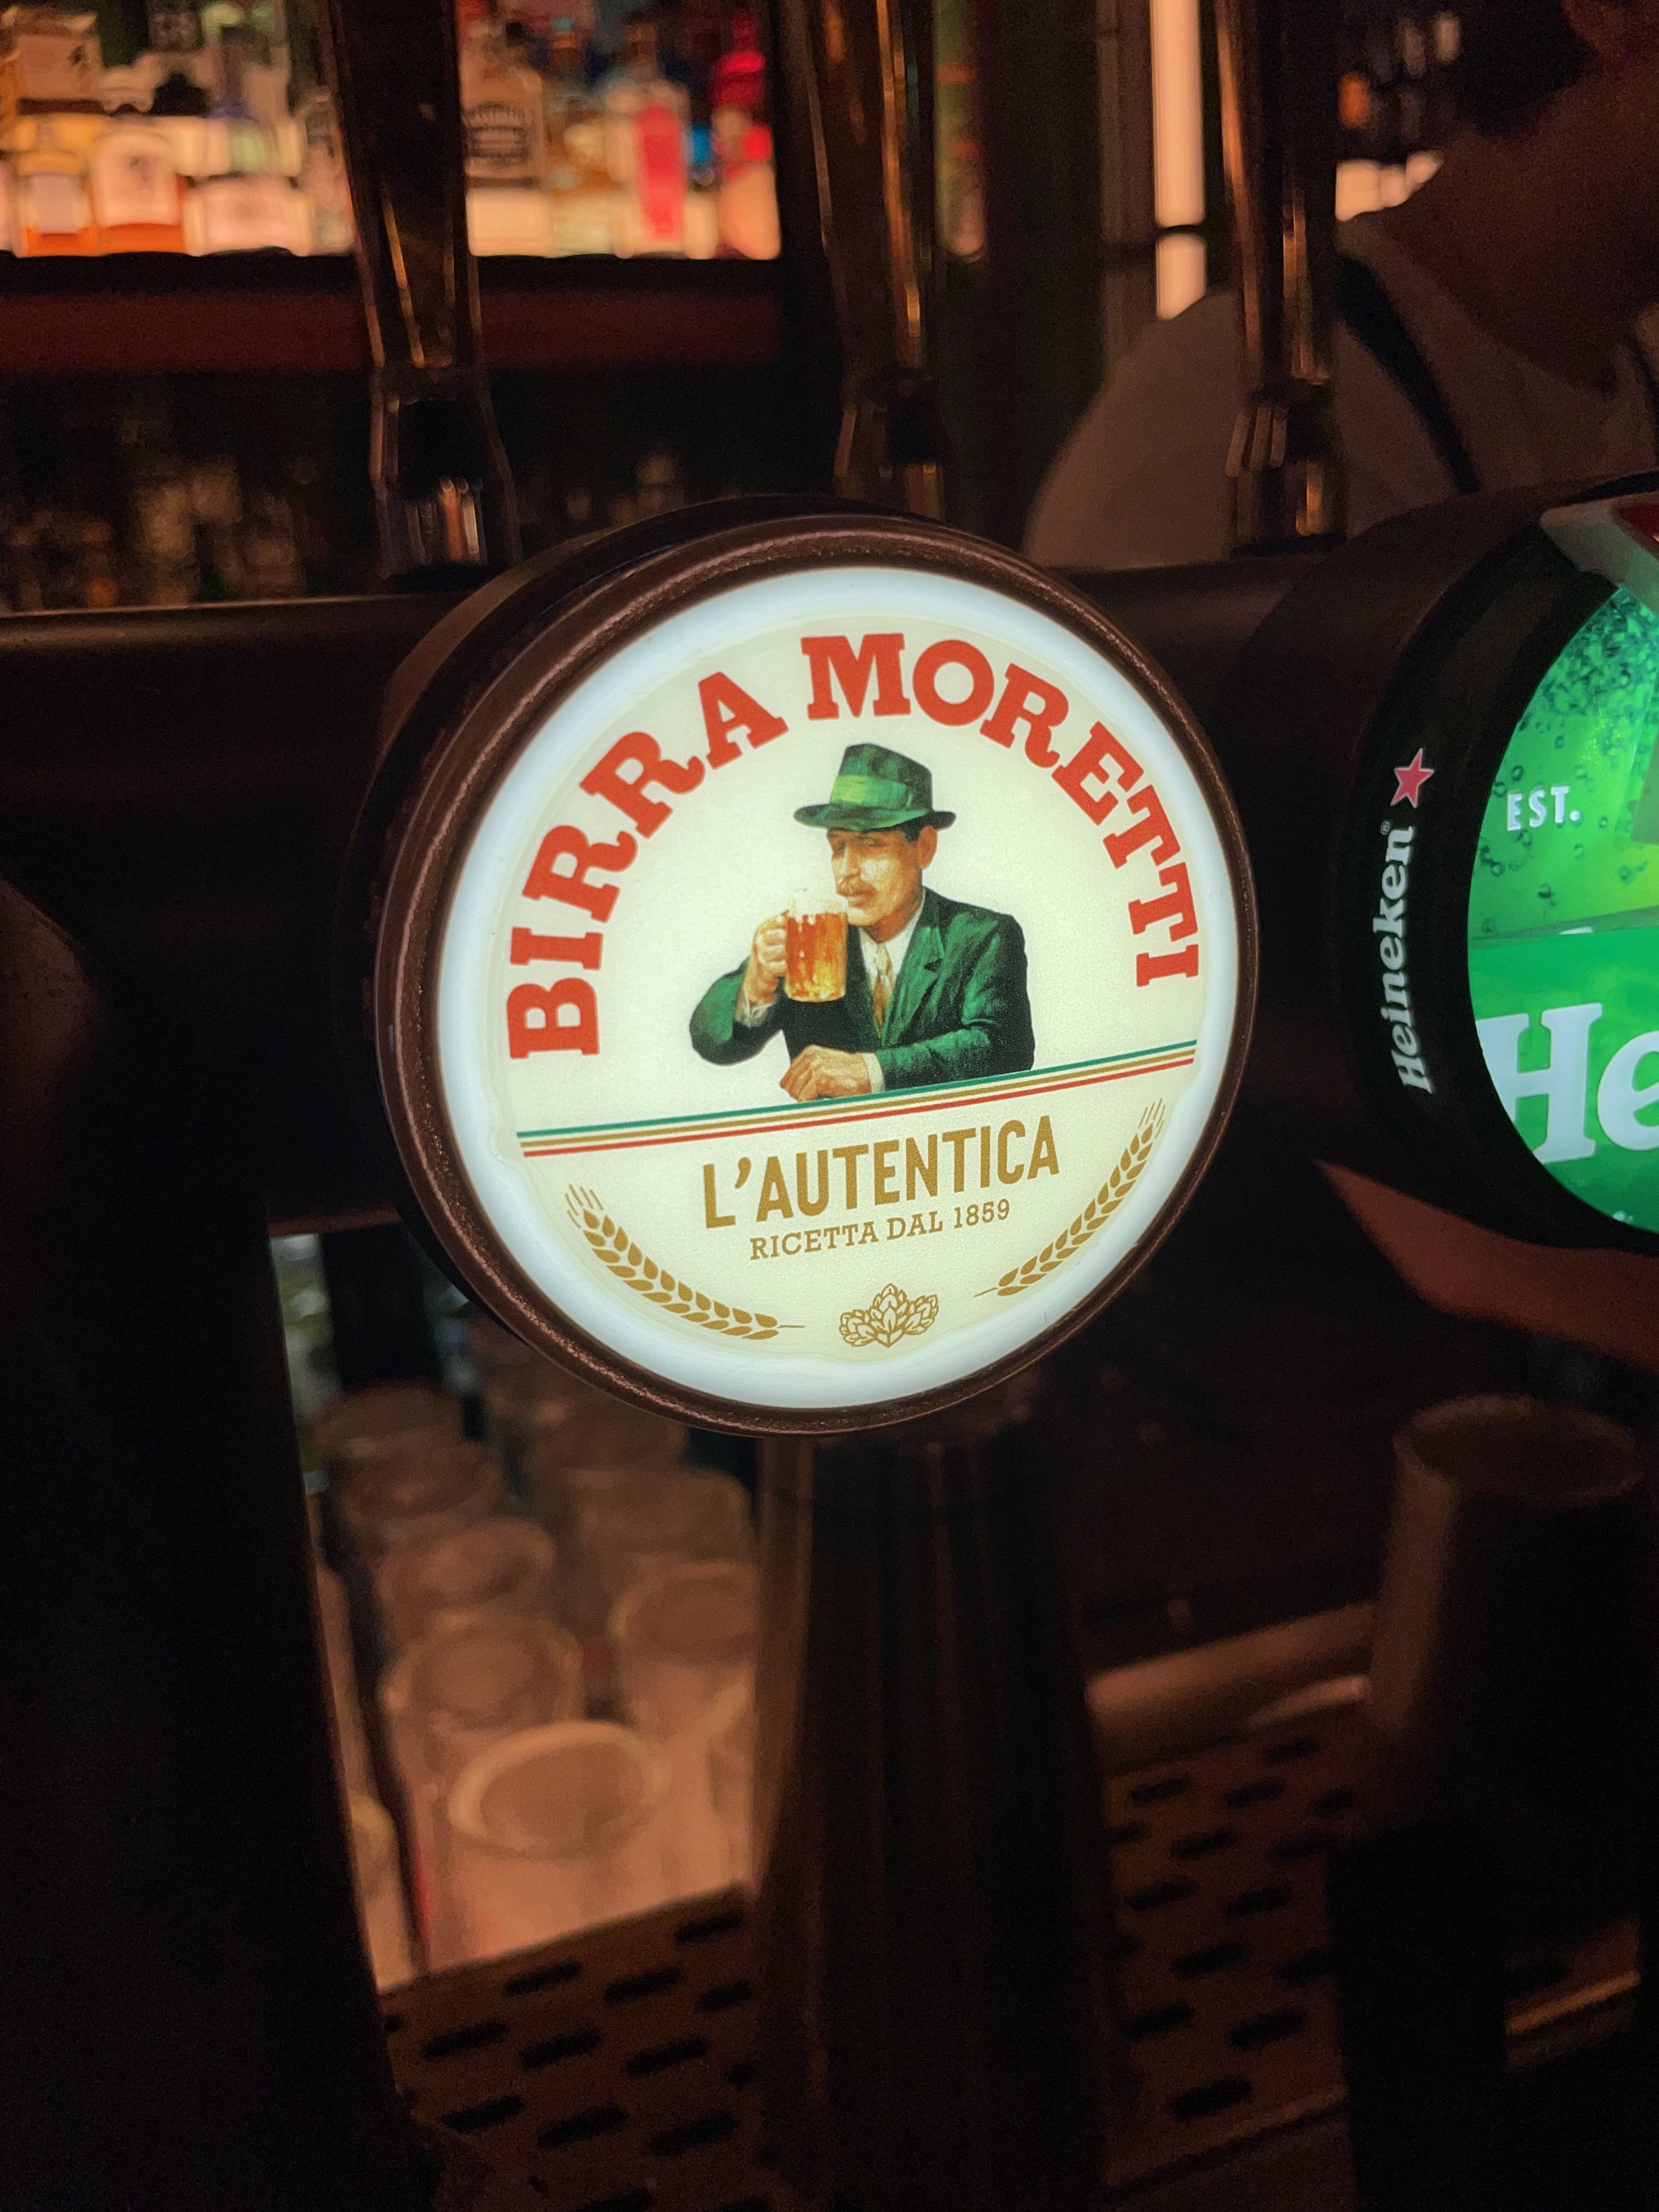 BIRRA MORETTI
L'AUTENTICA
RICETTA DAL 1859
Heineken®
EST.
He